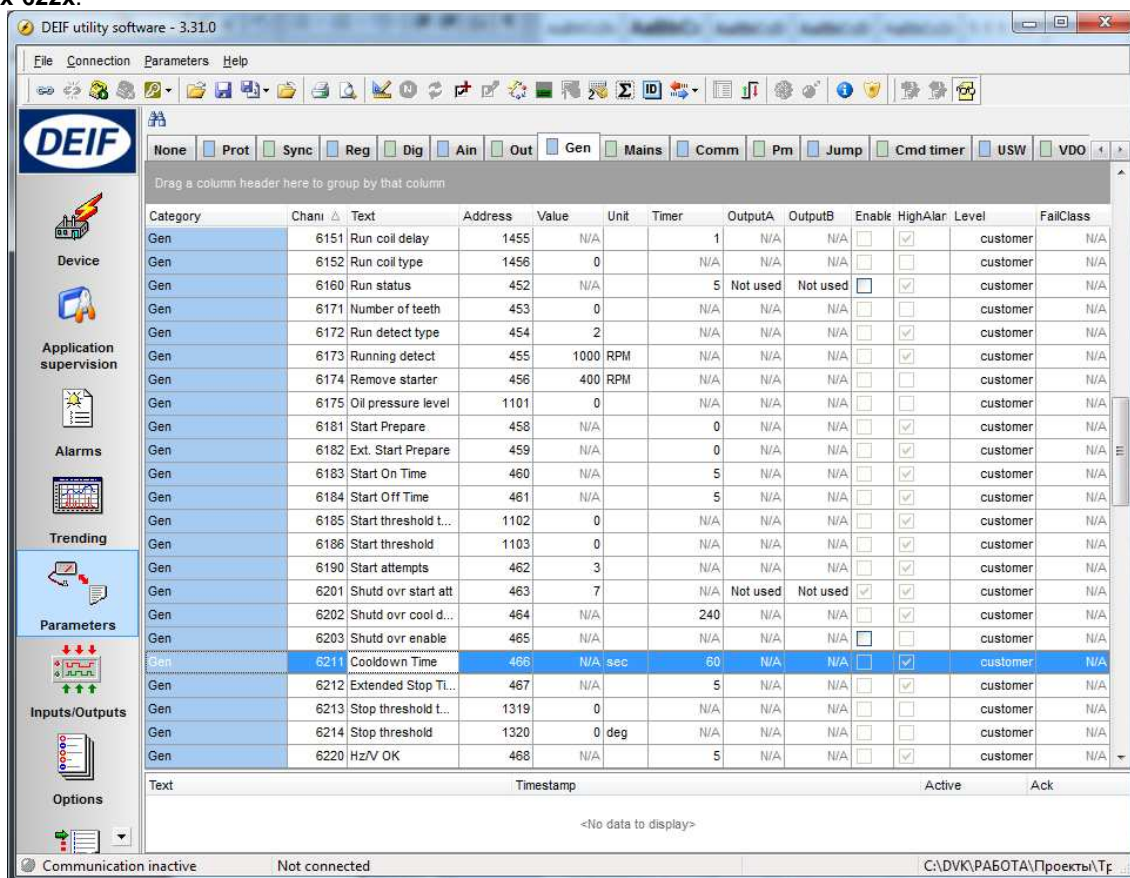 x-622x.
DEIF utility software - 3.31.0
File Connection Parameters Help
DEIF
None Prot Sync Reg Dig Ain Out Gen Mains Comm Pm Jump Cmd timer USW VDO
Drag a column header here to group by that column
Category Chanı Text Address Value Unit Timer OutputA OutputB Enable HighAlar Level FailClass
Gen 6151 Run coil delay 1455 N/A 1 N/A N/A customer N/A
Gen 6152 Run coil type 1456 0 N/A N/A N/A customer N/A
Gen 6160 Run status 452 N/A 5 Not used Not used customer N/A
Gen 6171 Number of teeth 453 0 N/A N/A N/A customer N/A
Gen 6172 Run detect type 454 2 N/A N/A N/A customer N/A
Gen 6173 Running detect 455 1000 RPM N/A N/A N/A customer N/A
Gen 6174 Remove starter 456 400 RPM N/A N/A N/A customer N/A
Gen 6175 Oil pressure level 1101 0 N/A N/A N/A customer N/A
Gen 6181 Start Prepare 458 N/A 0 N/A N/A customer N/A
Gen 6182 Ext. Start Prepare 459 N/A 0 N/A N/A customer N/A
Gen 6183 Start On Time 460 N/A 5 N/A N/A customer N/A
Gen 6184 Start Off Time 461 N/A 5 N/A N/A customer N/A
Gen 6185 Start threshold t... 1102 0 N/A N/A N/A customer N/A
Gen 6186 Start threshold 1103 0 N/A N/A N/A customer N/A
Gen 6190 Start attempts 462 3 N/A N/A N/A customer N/A
Gen 6201 Shutd ovr start att 463 7 N/A Not used Not used customer N/A
Gen 6202 Shutd ovr cool d... 464 N/A 240 N/A N/A customer N/A
Gen 6203 Shutd ovr enable 465 N/A N/A N/A N/A customer N/A
Gen 6211 Cooldown Time 466 N/A sec 60 N/A N/A customer N/A
Gen 6212 Extended Stop Ti... 467 N/A 5 N/A N/A customer N/A
Gen 6213 Stop threshold t... 1319 0 N/A N/A N/A customer N/A
Gen 6214 Stop threshold 1320 0 deg N/A N/A N/A customer N/A
Gen 6220 Hz/V OK 468 N/A 5 N/A N/A customer N/A
Device
Application
supervision
Alarms
Trending
Parameters
Inputs/Outputs
Options
Text Timestamp Active Ack
<No data to display>
Communication inactive Not connected C:\DVK\РАБОТА\Проекты\Тр